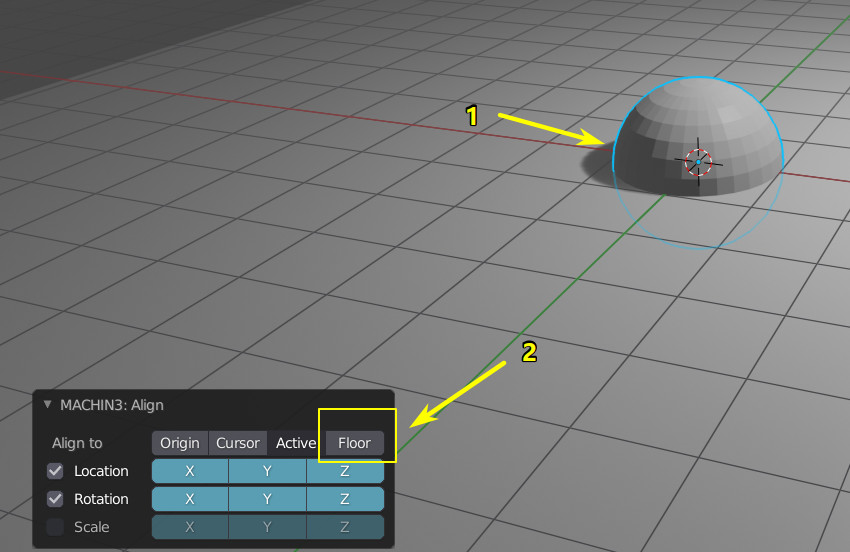 1
2
MACHIN3: Align
Align to Origin Cursor Active Floor
Location X Y Z
Rotation X Y Z
Scale X Y Z